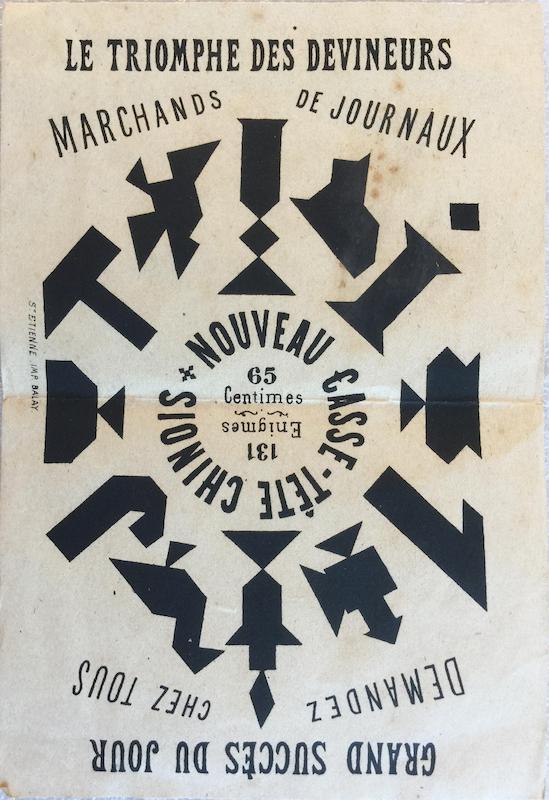 LE TRIOMPHE DES DEVINEURS
MARCHANDS DE JOURNAUX
NOUVEAU CASSE-TÊTE CHINOIS
65
Centimes
131
Enigmes
ST ETIENNE IMP. BALAY
DEMANDEZ CHEZ TOUS
GRAND SUCCÈS DU JOUR